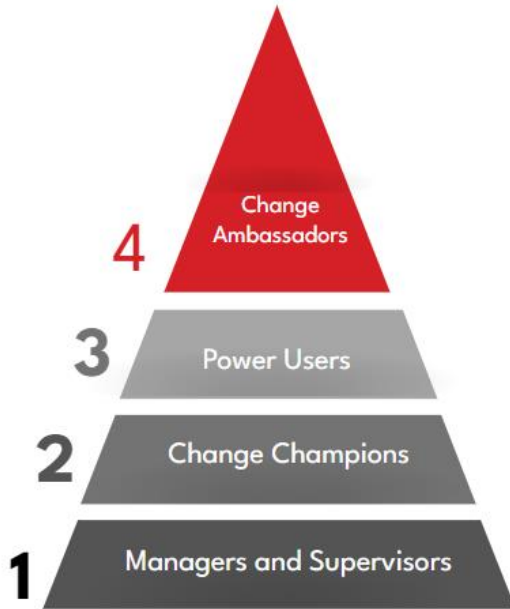 Change
Ambassadors
4
3
Power Users
2
Change Champions
1
Managers and Supervisors